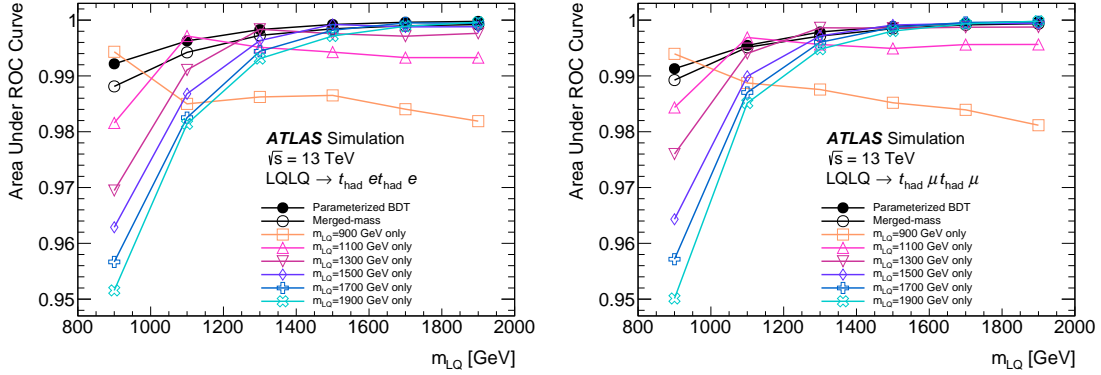 Area Under ROC Curve
1
0.99
0.98
0.97
0.96
0.95
ATLAS Simulation
√s = 13 TeV
LQLQ → t_had e t_had e
Parameterized BDT
Merged-mass
m_LQ=900 GeV only
m_LQ=1100 GeV only
m_LQ=1300 GeV only
m_LQ=1500 GeV only
m_LQ=1700 GeV only
m_LQ=1900 GeV only
800 1000 1200 1400 1600 1800 2000
m_LQ [GeV]
Area Under ROC Curve
1
0.99
0.98
0.97
0.96
0.95
ATLAS Simulation
√s = 13 TeV
LQLQ → t_had μ t_had μ
Parameterized BDT
Merged-mass
m_LQ=900 GeV only
m_LQ=1100 GeV only
m_LQ=1300 GeV only
m_LQ=1500 GeV only
m_LQ=1700 GeV only
m_LQ=1900 GeV only
800 1000 1200 1400 1600 1800 2000
m_LQ [GeV]